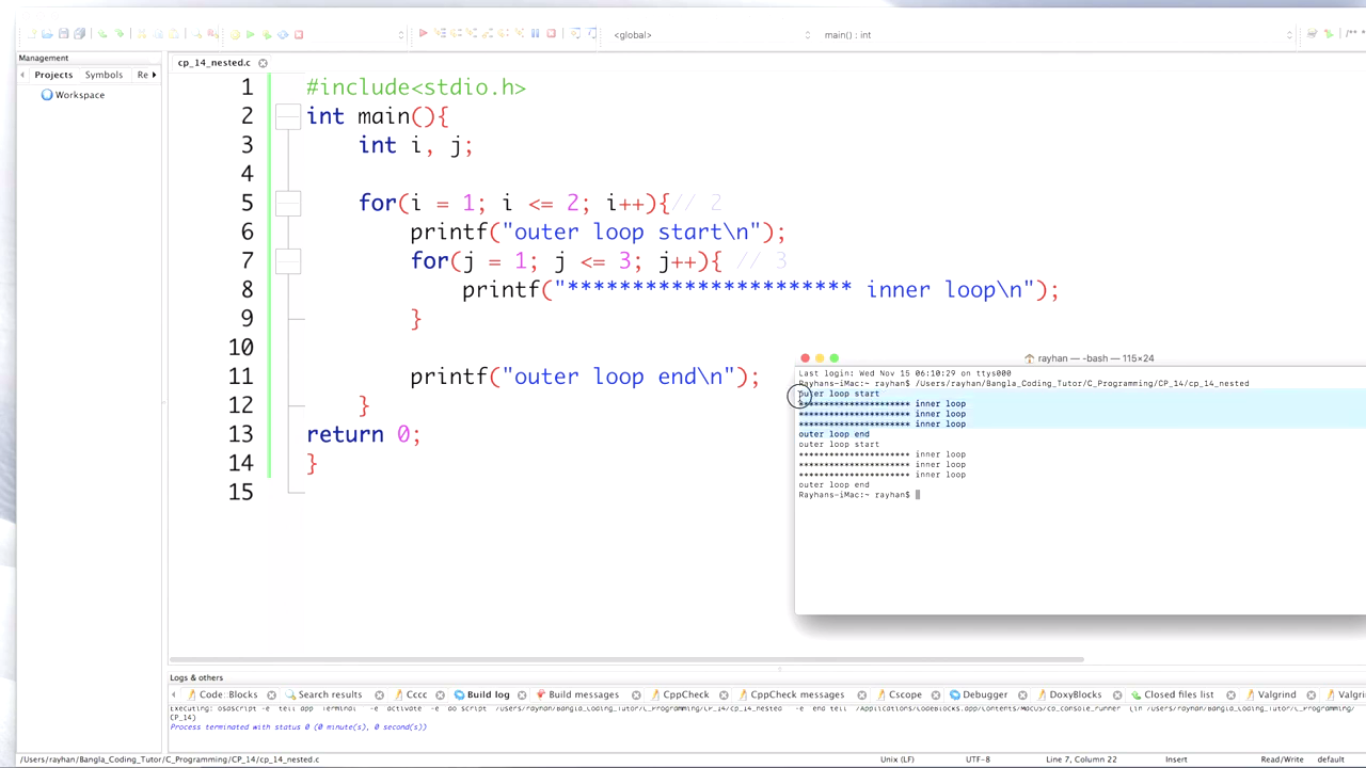 <global>
main() : int
/** *
Management
Projects Symbols Re
Workspace
cp_14_nested.c
1 #include<stdio.h>
2 int main(){
3 int i, j;
4
5 for(i = 1; i <= 2; i++){// 2
6 printf("outer loop start\n");
7 for(j = 1; j <= 3; j++){ // 3
8 printf("********************** inner loop\n");
9 }
10
11 printf("outer loop end\n");
12 }
13 return 0;
14 }
15
rayhan — -bash — 115×24
Last login: Wed Nov 15 06:10:29 on ttys000
Rayhans-iMac:~ rayhan$ /Users/rayhan/Bangla_Coding_Tutor/C_Programming/CP_14/cp_14_nested
outer loop start
********************** inner loop
********************** inner loop
********************** inner loop
outer loop end
outer loop start
********************** inner loop
********************** inner loop
********************** inner loop
outer loop end
Rayhans-iMac:~ rayhan$
Logs & others
Code: Blocks Search results Cccc Build log Build messages CppCheck CppCheck messages Cscope Debugger DoxyBlocks Closed files list Valgrind Valgri
Executing: osascript -e tell app Terminal -e activate -e do script /Users/rayhan/Bangla_Coding_Tutor/C_Programming/CP_14/cp_14_nested -e end tell /Applications/CodeBlocks.app/Contents/MacOS/cb_console_runner (in /Users/rayhan/Bangla_Coding_Tutor/C_Programming/
CP_14)
Process terminated with status 0 (0 minute(s), 0 second(s))
/Users/rayhan/Bangla_Coding_Tutor/C_Programming/CP_14/cp_14_nested.c Unix (LF) UTF-8 Line 7, Column 22 Insert Read/Write default